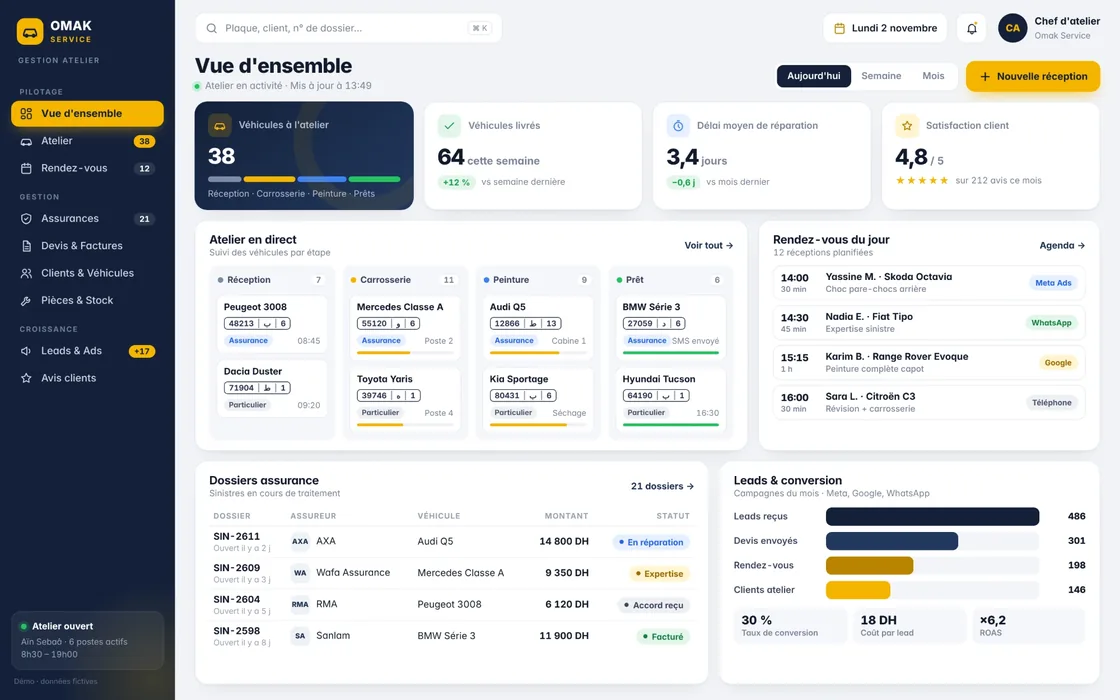 OMAK
SERVICE
GESTION ATELIER
PILOTAGE
Vue d'ensemble
Atelier 38
Rendez-vous 12
GESTION
Assurances 21
Devis & Factures
Clients & Véhicules
Pièces & Stock
CROISSANCE
Leads & Ads +17
Avis clients
Atelier ouvert
Aïn Sebaâ · 6 postes actifs
8h30 – 19h00
Démo · données fictives
Plaque, client, n° de dossier... ⌘ K
Lundi 2 novembre
CA
Chef d'atelier
Omak Service
Vue d'ensemble
Atelier en activité · Mis à jour à 13:49
Aujourd'hui Semaine Mois
+ Nouvelle réception
Véhicules à l'atelier
38
Réception · Carrosserie · Peinture · Prêts
Véhicules livrés
64 cette semaine
+12 % vs semaine dernière
Délai moyen de réparation
3,4 jours
−0,6 j vs mois dernier
Satisfaction client
4,8 / 5
★★★★★ sur 212 avis ce mois
Atelier en direct
Suivi des véhicules par étape
Voir tout →
Réception 7
Peugeot 3008
48213 | ب | 6
Assurance 08:45
Dacia Duster
71904 | ط | 1
Particulier 09:20
Carrosserie 11
Mercedes Classe A
55120 | و | 6
Assurance Poste 2
Toyota Yaris
39746 | ه | 1
Particulier Poste 4
Peinture 9
Audi Q5
12866 | ط | 13
Assurance Cabine 1
Kia Sportage
80431 | ب | 6
Particulier Séchage
Prêt 6
BMW Série 3
27059 | د | 6
Assurance SMS envoyé
Hyundai Tucson
64190 | ب | 1
Particulier 16:30
Rendez-vous du jour
12 réceptions planifiées
Agenda →
14:00 Yassine M. · Skoda Octavia
30 min Choc pare-chocs arrière
Meta Ads
14:30 Nadia E. · Fiat Tipo
45 min Expertise sinistre
WhatsApp
15:15 Karim B. · Range Rover Evoque
1 h Peinture complète capot
Google
16:00 Sara L. · Citroën C3
30 min Révision + carrosserie
Téléphone
Dossiers assurance
Sinistres en cours de traitement
21 dossiers →
DOSSIER ASSUREUR VÉHICULE MONTANT STATUT
SIN-2611 AXA AXA Audi Q5 14 800 DH En réparation
Ouvert il y a 2 j
SIN-2609 WA Wafa Assurance Mercedes Classe A 9 350 DH Expertise
Ouvert il y a 3 j
SIN-2604 RMA RMA Peugeot 3008 6 120 DH Accord reçu
Ouvert il y a 5 j
SIN-2598 SA Sanlam BMW Série 3 11 900 DH Facturé
Ouvert il y a 8 j
Leads & conversion
Campagnes du mois · Meta, Google, WhatsApp
Leads reçus 486
Devis envoyés 301
Rendez-vous 198
Clients atelier 146
30 %
Taux de conversion
18 DH
Coût par lead
×6,2
ROAS